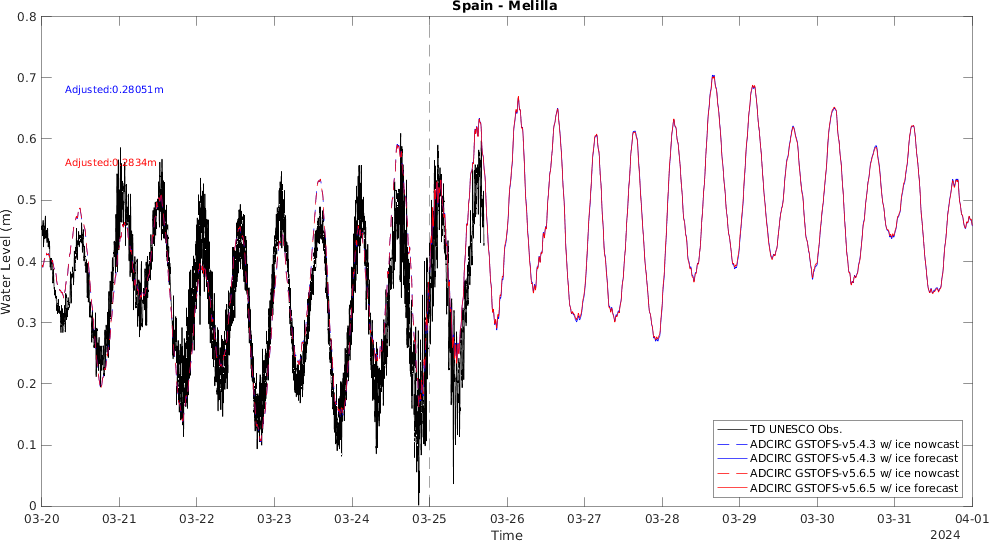 Spain - Melilla
0.8
0.7
0.6
0.5
0.4
0.3
0.2
0.1
0
Water Level (m)
Adjusted:0.28051m
Adjusted:0.2834m
TD UNESCO Obs.
ADCIRC GSTOFS-v5.4.3 w/ ice nowcast
ADCIRC GSTOFS-v5.4.3 w/ ice forecast
ADCIRC GSTOFS-v5.6.5 w/ ice nowcast
ADCIRC GSTOFS-v5.6.5 w/ ice forecast
03-20 03-21 03-22 03-23 03-24 03-25 03-26 03-27 03-28 03-29 03-30 03-31 04-01
Time
2024